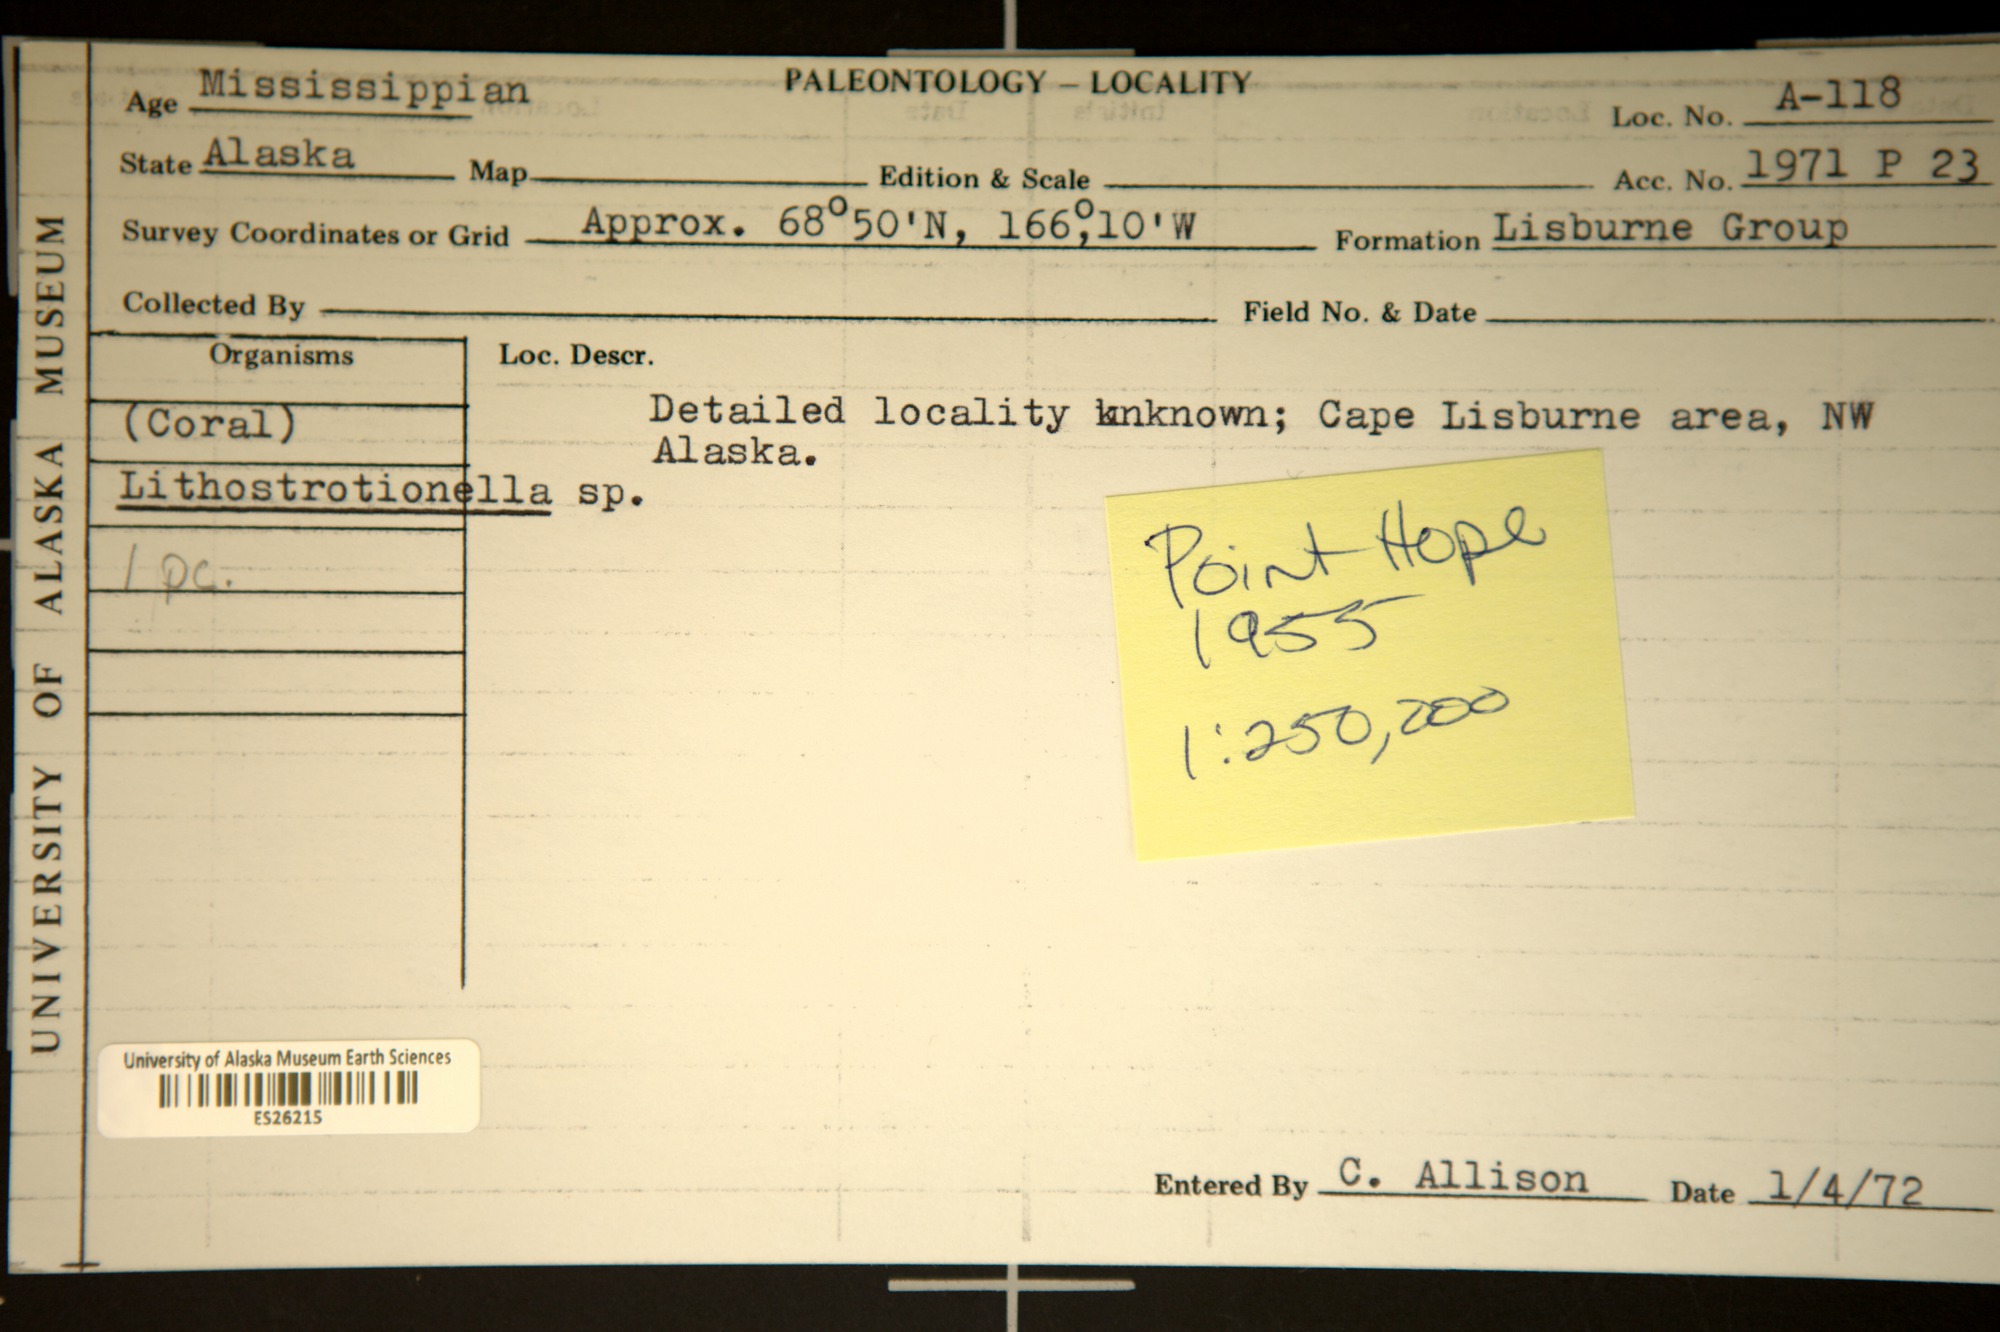 PALEONTOLOGY — LOCALITY
Age Mississippian
Loc. No. A-118
State Alaska Map Edition & Scale Acc. No. 1971 P 23
Survey Coordinates or Grid Approx. 68°50'N, 166°,10'W Formation Lisburne Group
Collected By Field No. & Date
Organisms
Loc. Descr.
(Coral)
Lithostrotionella sp.
1 pc.
Detailed locality unknown; Cape Lisburne area, NW
Alaska.
Point Hope
1955
1:250,200
University of Alaska Museum Earth Sciences
ES26215
Entered By C. Allison Date 1/4/72
UNIVERSITY OF ALASKA MUSEUM